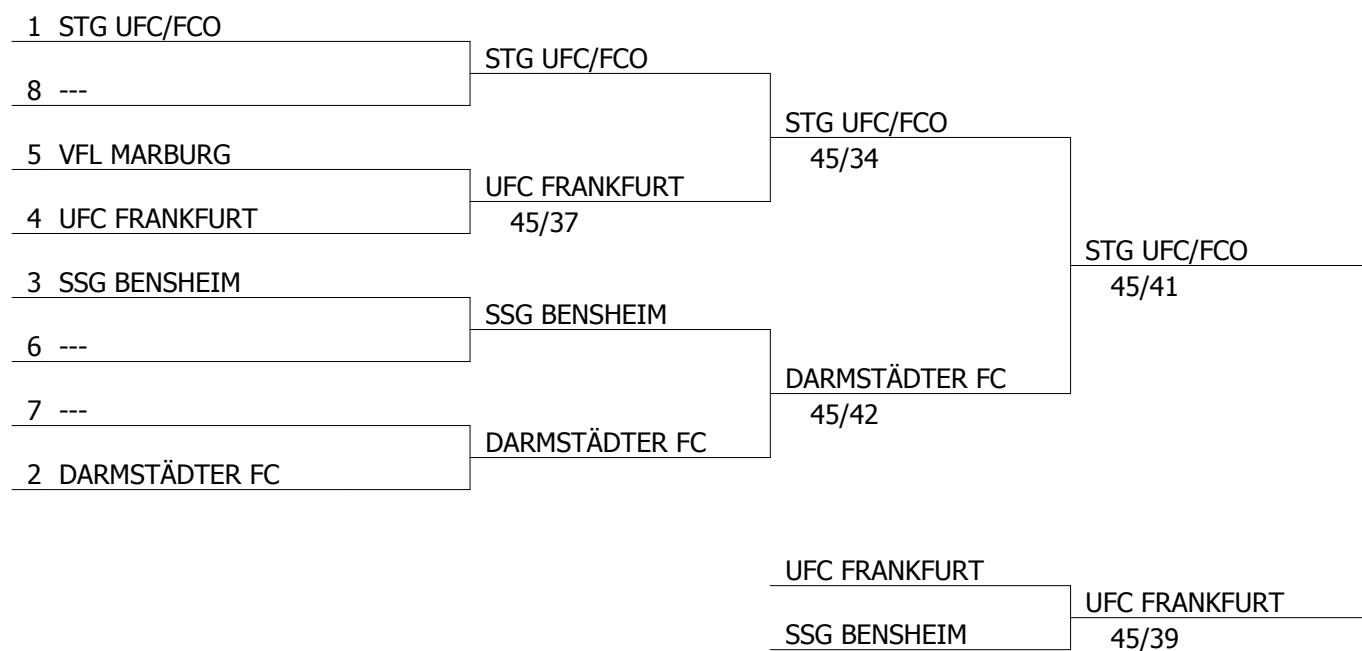 1 STG UFC/FCO
8 ---
5 VFL MARBURG
4 UFC FRANKFURT
3 SSG BENSHEIM
6 ---
7 ---
2 DARMSTÄDTER FC
STG UFC/FCO
UFC FRANKFURT
45/37
SSG BENSHEIM
DARMSTÄDTER FC
STG UFC/FCO
45/34
DARMSTÄDTER FC
45/42
STG UFC/FCO
45/41
UFC FRANKFURT
SSG BENSHEIM
UFC FRANKFURT
45/39